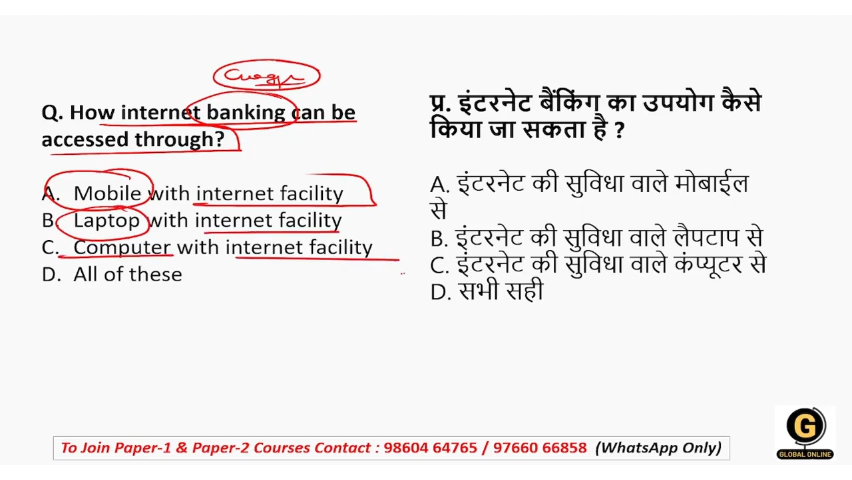 Q. How internet banking can be
accessed through?
A. Mobile with internet facility
B. Laptop with internet facility
C. Computer with internet facility
D. All of these
प्र. इंटरनेट बैंकिंग का उपयोग कैसे
किया जा सकता है ?
A. इंटरनेट की सुविधा वाले मोबाईल
से
B. इंटरनेट की सुविधा वाले लैपटाप से
C. इंटरनेट की सुविधा वाले कंप्यूटर से
D. सभी सही
To Join Paper-1 & Paper-2 Courses Contact : 98604 64765 / 97660 66858 (WhatsApp Only)
G
GLOBAL ONLINE